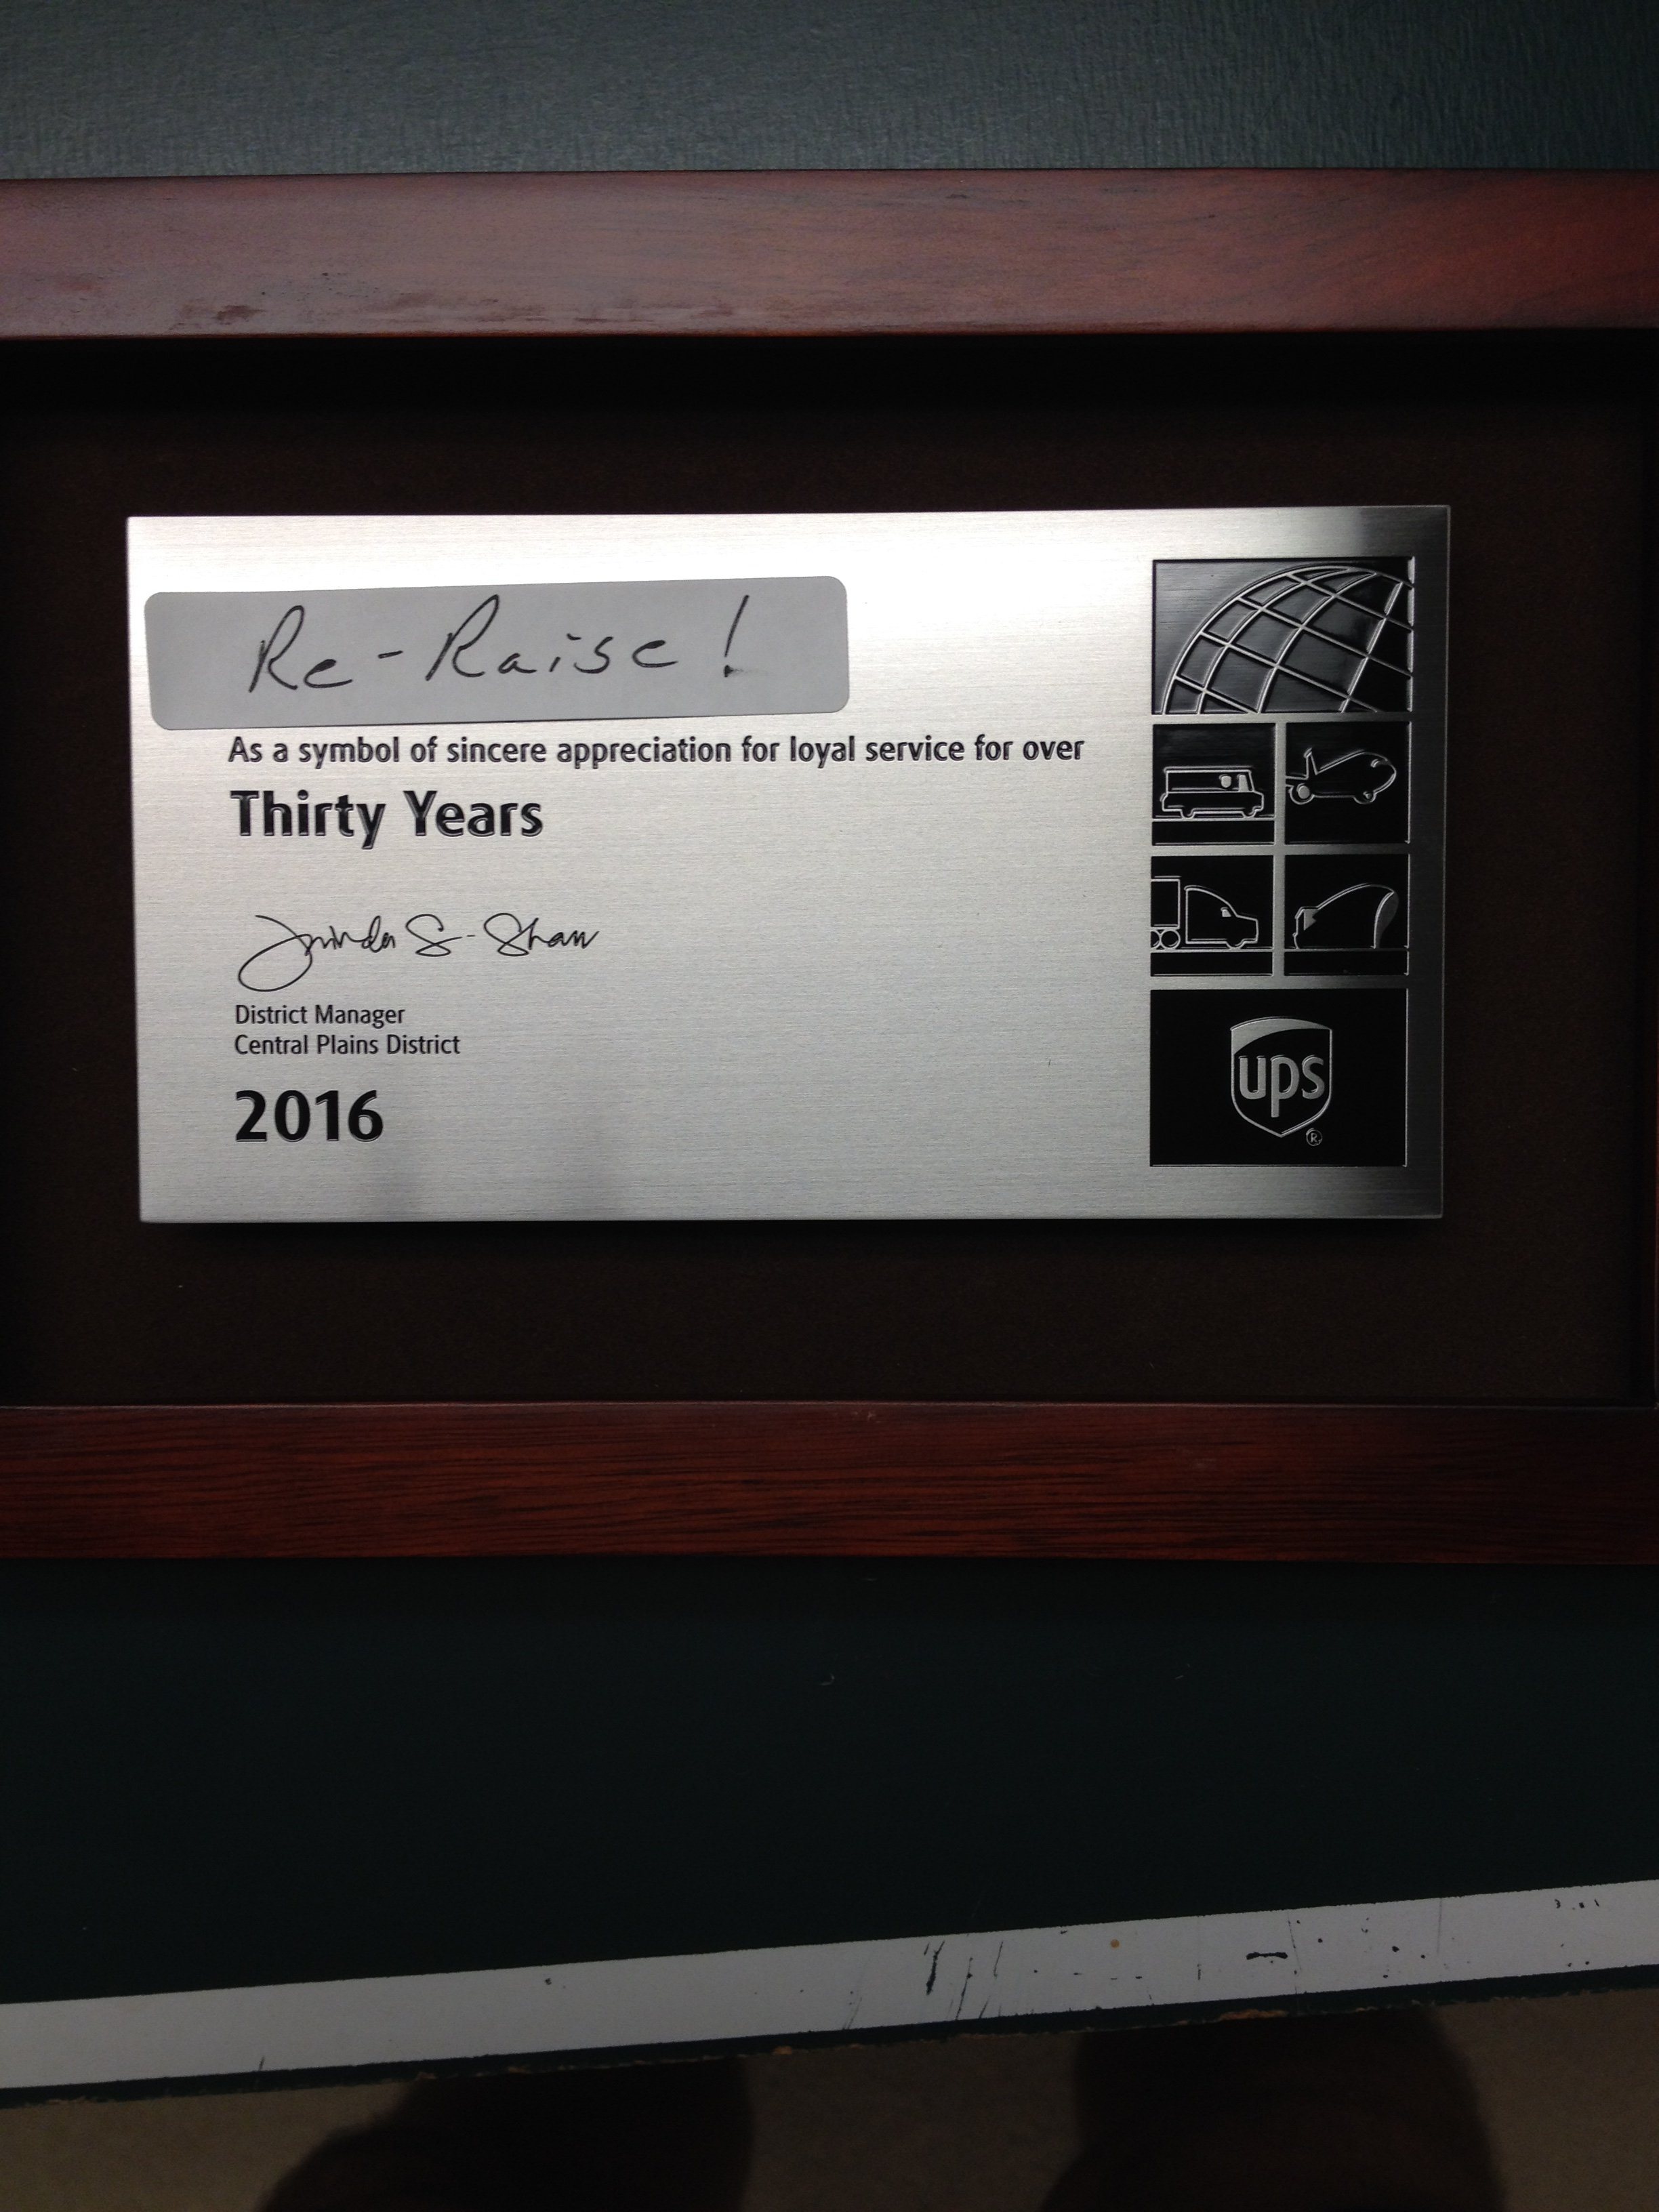 Re-Raise!
As a symbol of sincere appreciation for loyal service for over
Thirty Years
S. Shaw
District Manager
Central Plains District
2016
ups
®